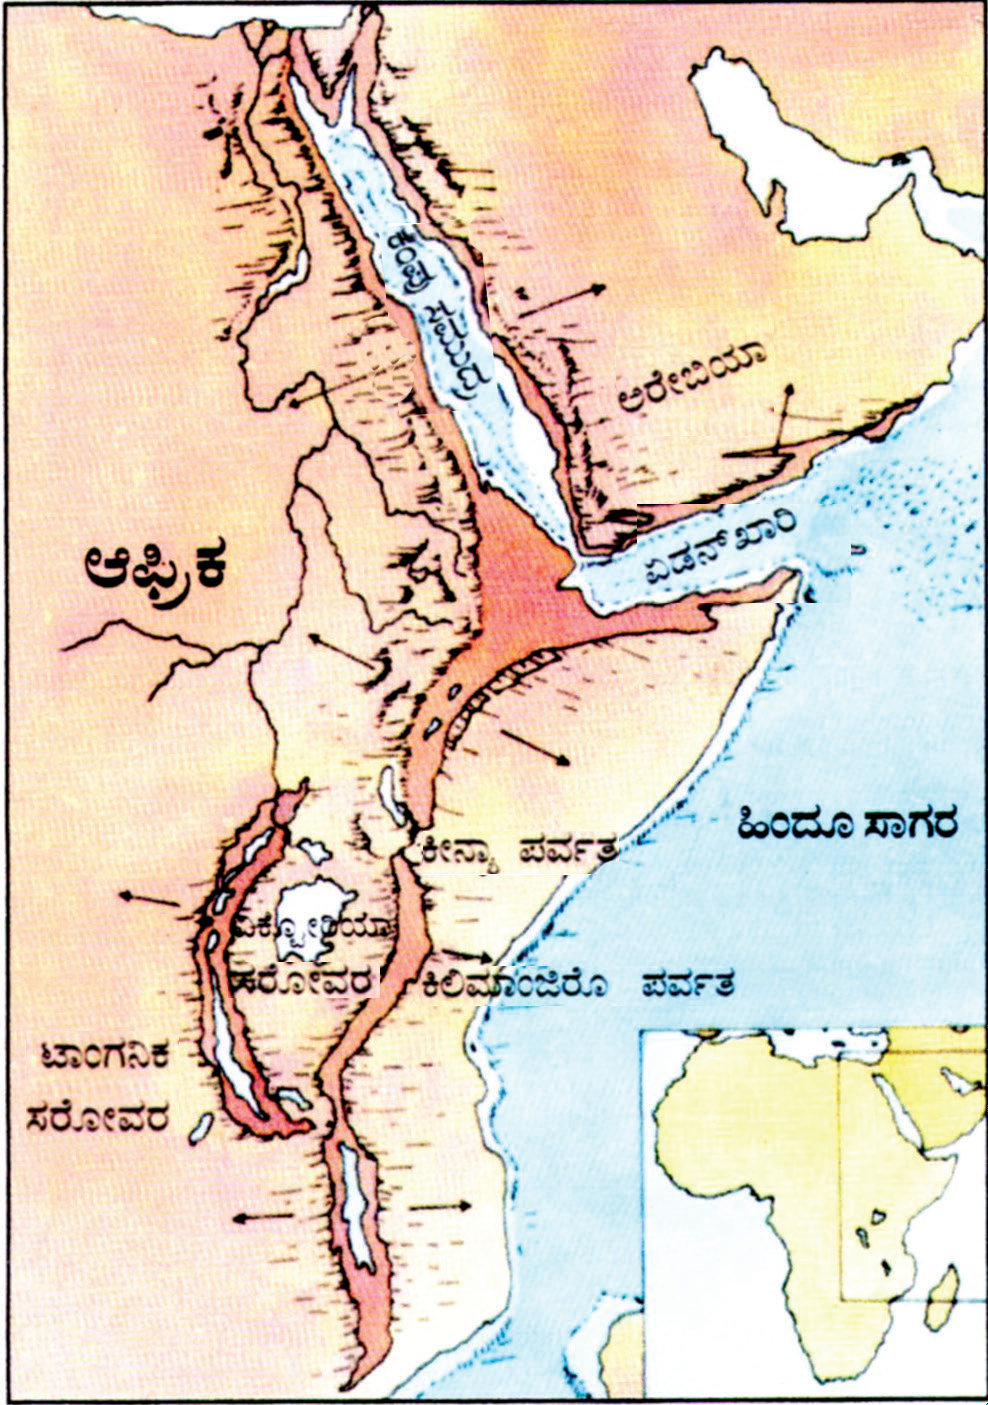 ಕೆಂಪು ಸಮುದ್ರ
ಅರೇಬಿಯಾ
ಏಡನ್ ಖಾರಿ
ಆಫ್ರಿಕ
ಹಿಂದೂ ಸಾಗರ
ಕೀನ್ಯಾ ಪರ್ವತ
ವಿಕ್ಟೋರಿಯಾ
ಸರೋವರ
ಕಿಲಿಮಾಂಜಿರೊ ಪರ್ವತ
ಟಾಂಗನಿಕ
ಸರೋವರ